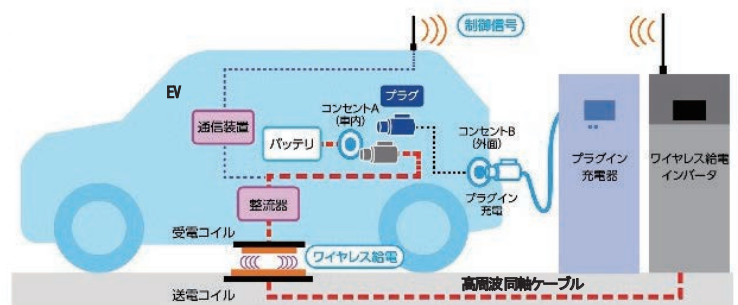 制御信号
EV
プラグ
コンセントA
(車内)
通信装置
バッテリ
コンセントB
(外面)
プラグイン
充電器
ワイヤレス給電
インバータ
プラグイン
充電
整流器
受電コイル
ワイヤレス給電
高周波同軸ケーブル
送電コイル